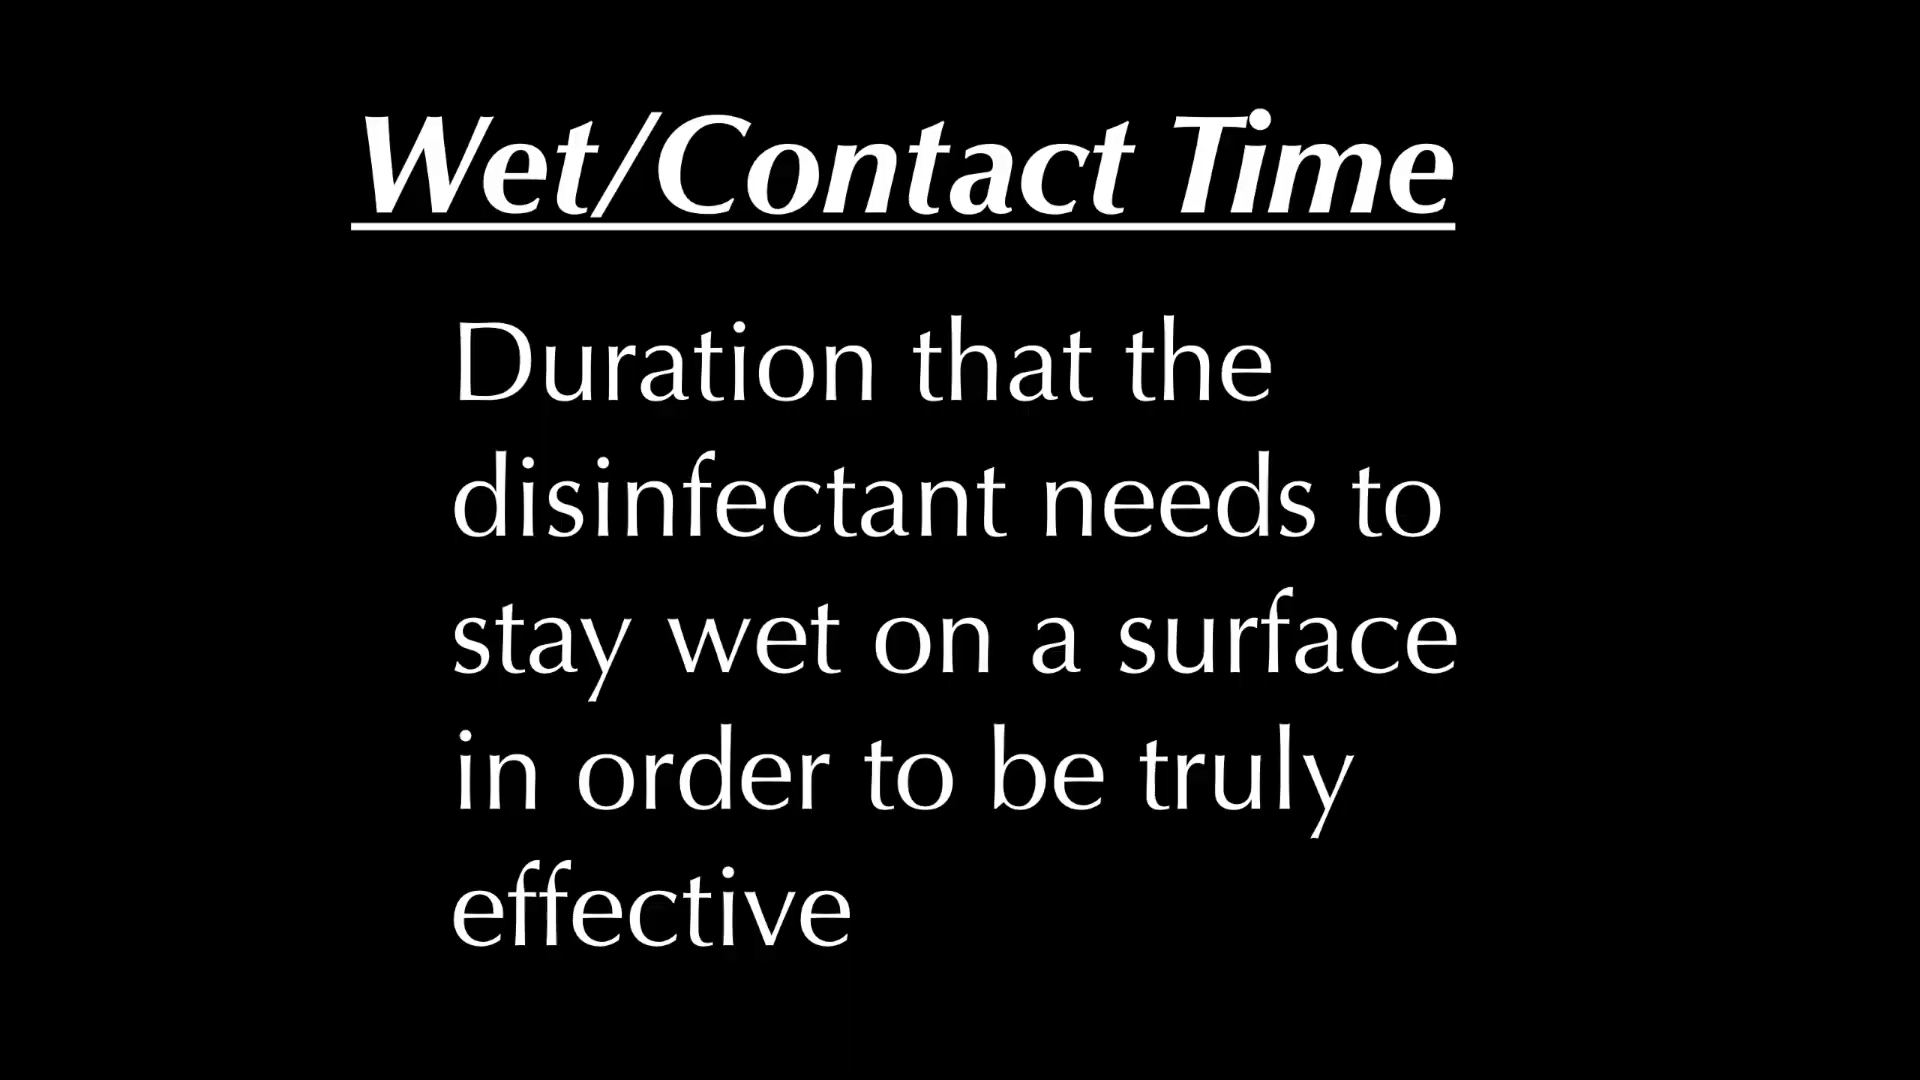 Wet/Contact Time
Duration that the
disinfectant needs to
stay wet on a surface
in order to be truly
effective